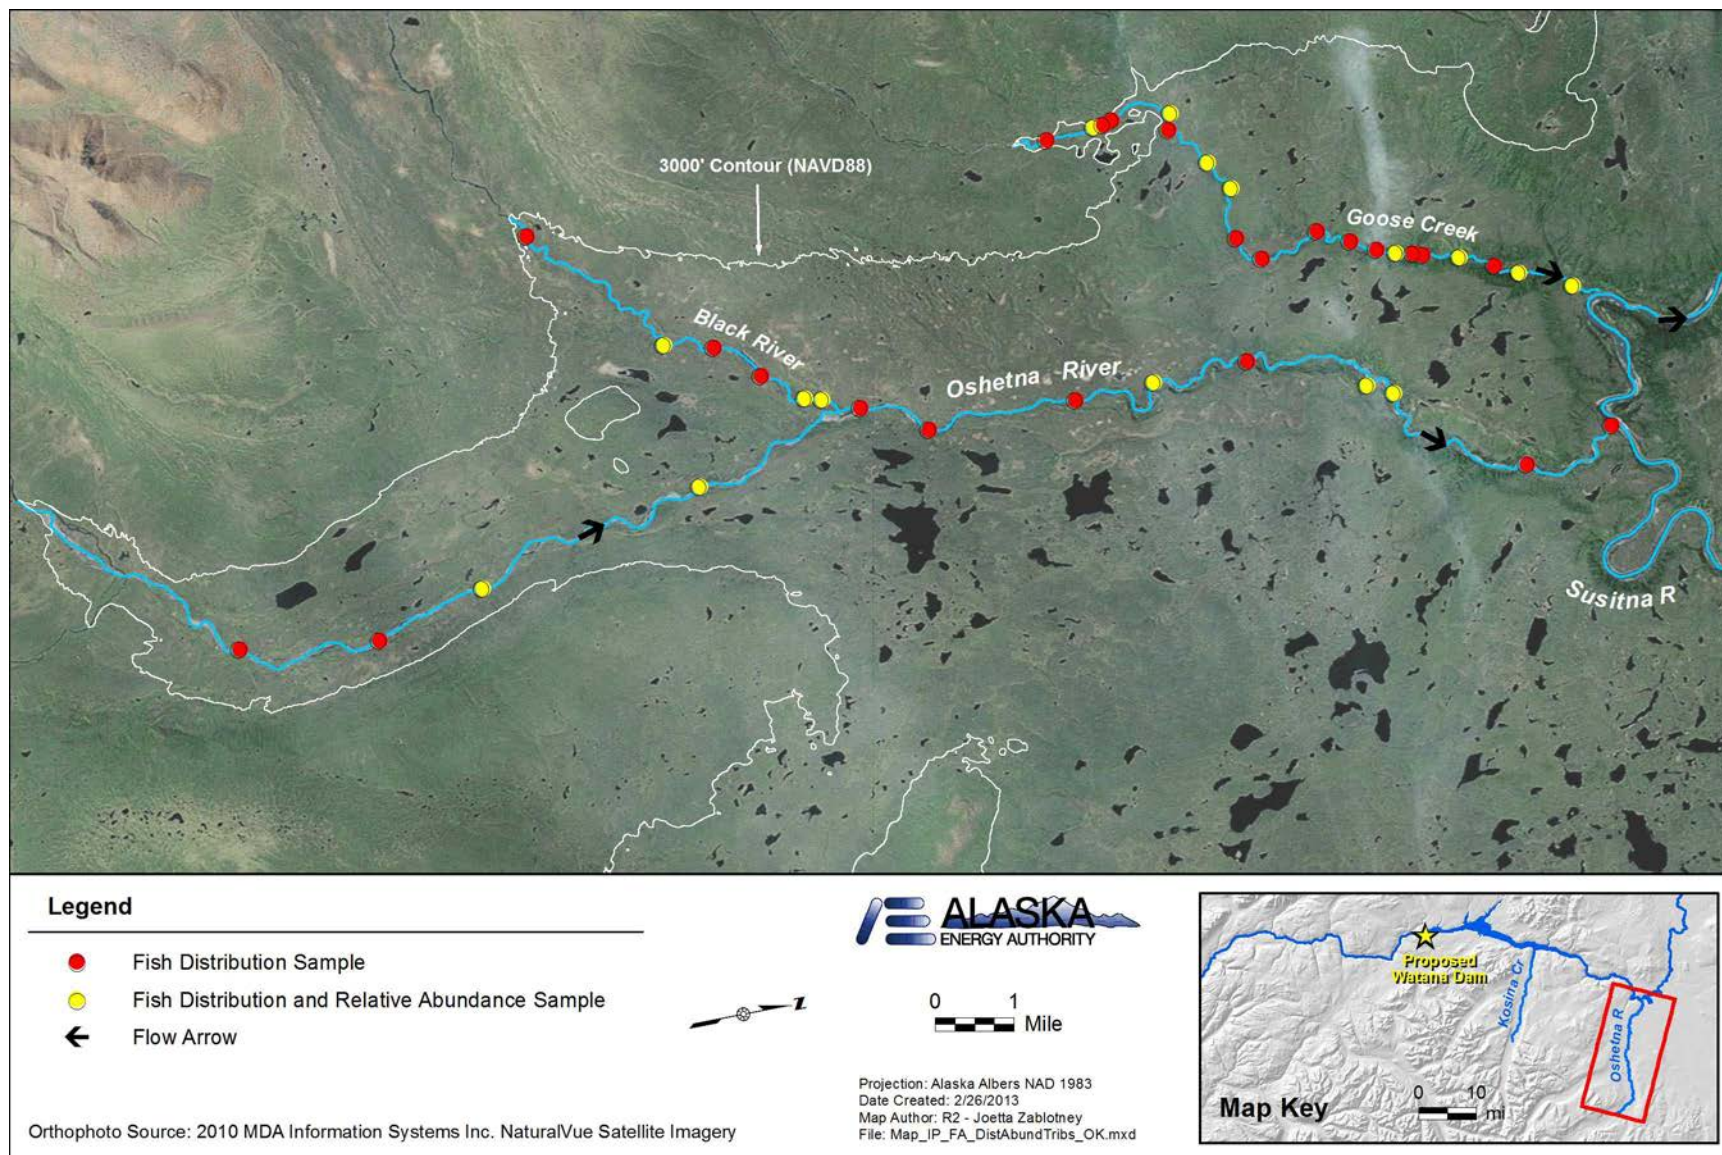 3000' Contour (NAVD88)
Goose Creek
Black River
Oshetna River
Susitna R
Legend
Fish Distribution Sample
Fish Distribution and Relative Abundance Sample
Flow Arrow
Orthophoto Source: 2010 MDA Information Systems Inc. NaturalVue Satellite Imagery
z
ALASKA
ENERGY AUTHORITY
0 1
Mile
Projection: Alaska Albers NAD 1983
Date Created: 2/26/2013
Map Author: R2 - Joetta Zablotney
File: Map_IP_FA_DistAbundTribs_OK.mxd
Proposed
Watana Dam
Kosina Cr
Oshetna R
0 10
mi
Map Key